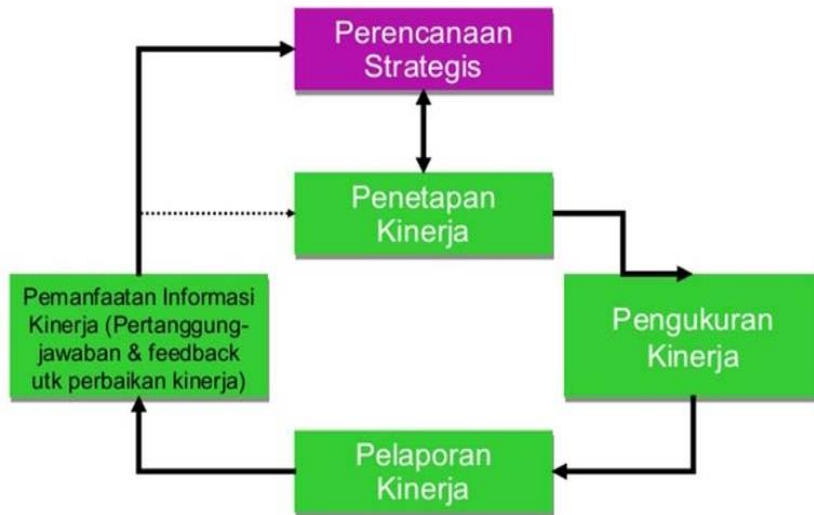 Perencanaan
Strategis
Penetapan
Kinerja
Pengukuran
Kinerja
Pelaporan
Kinerja
Pemanfaatan Informasi
Kinerja (Pertanggung-
jawaban & feedback
utk perbaikan kinerja)